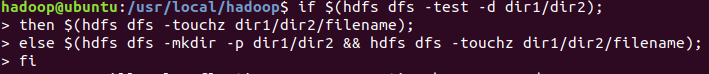 hadoop@ubuntu:/usr/local/hadoop$ if $(hdfs dfs -test -d dir1/dir2);
> then $(hdfs dfs -touchz dir1/dir2/filename);
> else $(hdfs dfs -mkdir -p dir1/dir2 && hdfs dfs -touchz dir1/dir2/filename);
> fi